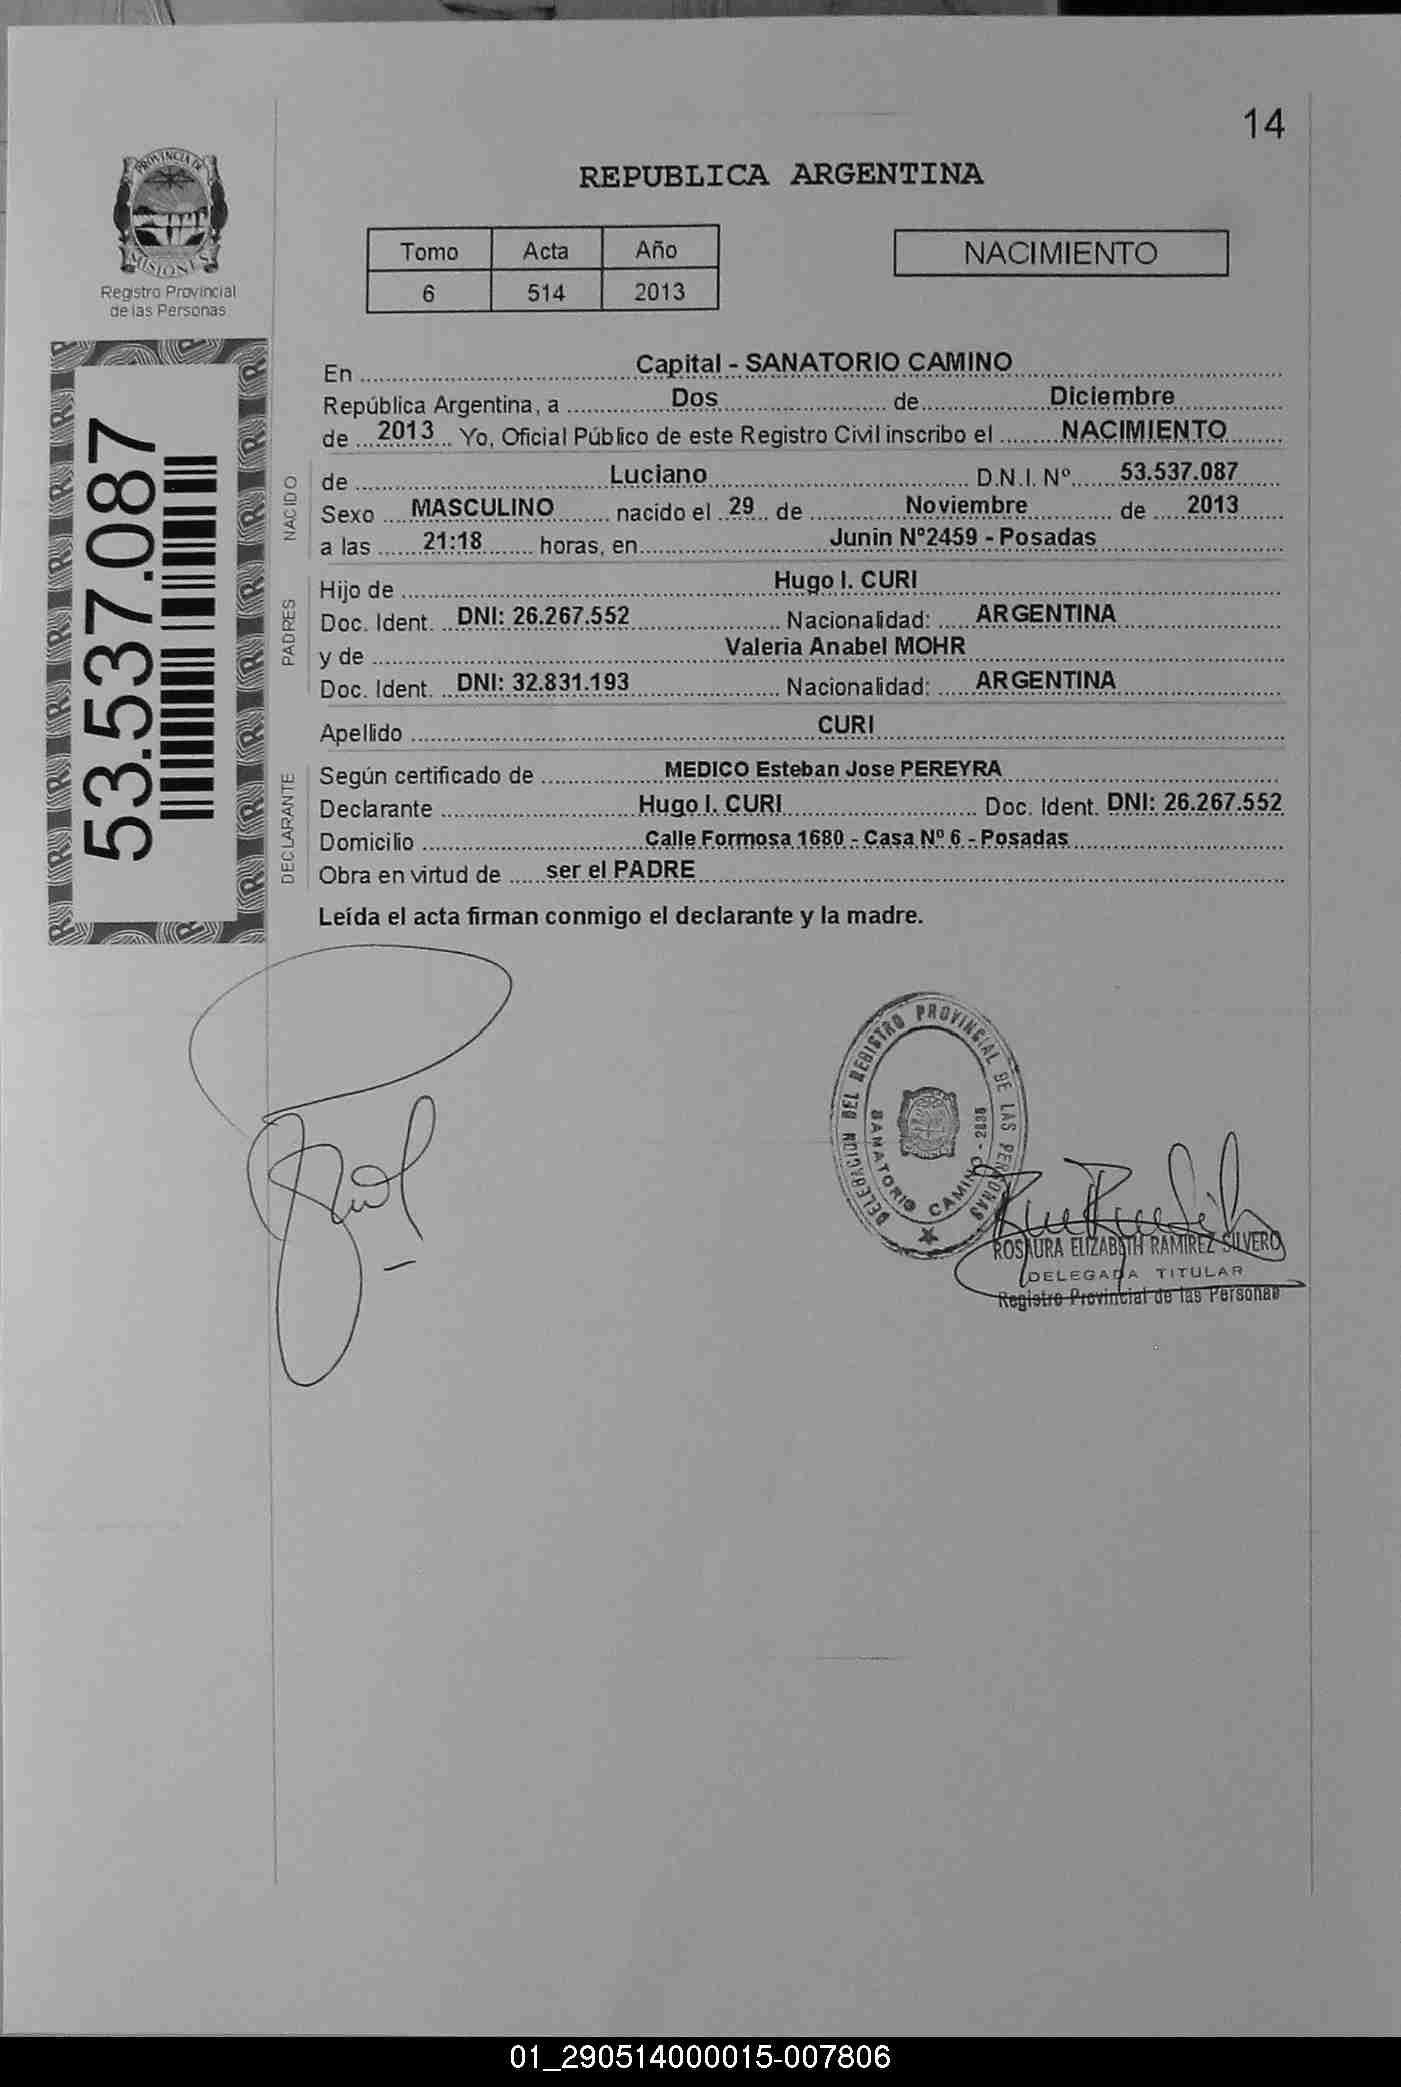 14
PROVINCIA DE
MISIONES
Registro Provincial
de las Personas
REPUBLICA ARGENTINA
Tomo Acta Año
6 514 2013
NACIMIENTO
53.537.087
En Capital - SANATORIO CAMINO
República Argentina, a Dos de Diciembre
de 2013 Yo, Oficial Público de este Registro Civil inscribo el NACIMIENTO
NACIDO
de Luciano D.N.I. Nº 53.537.087
Sexo MASCULINO nacido el 29 de Noviembre de 2013
a las 21:18 horas, en Junin Nº2459 - Posadas
PADRES
Hijo de Hugo I. CURI
Doc. Ident. DNI: 26.267.552 Nacionalidad: ARGENTINA
y de Valeria Anabel MOHR
Doc. Ident. DNI: 32.831.193 Nacionalidad: ARGENTINA
Apellido CURI
DECLARANTE
Según certificado de MEDICO Esteban Jose PEREYRA
Declarante Hugo I. CURI Doc. Ident. DNI: 26.267.552
Domicilio Calle Formosa 1680 - Casa Nº 6 - Posadas
Obra en virtud de ser el PADRE
Leída el acta firman conmigo el declarante y la madre.
DELEGACION DEL REGISTRO PROVINCIAL DE LAS PERSONAS
SANATORIO CAMINO
ROSAURA ELIZABETH RAMIREZ SILVERO
DELEGADA TITULAR
Registro Provincial de las Personas
01_290514000015-007806